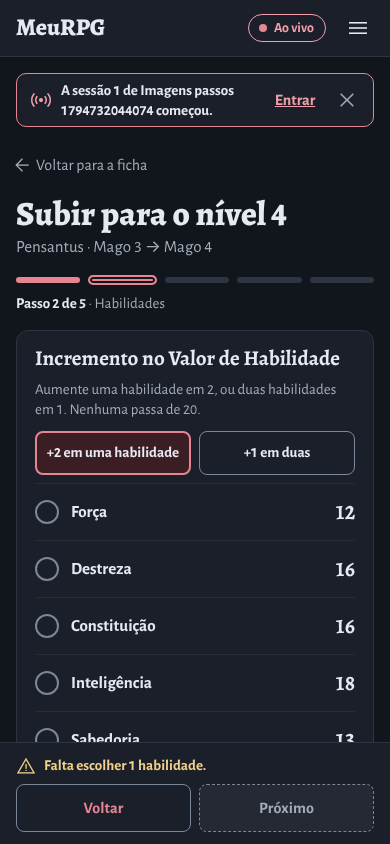 MeuRPG
Ao vivo
A sessão 1 de Imagens passos
1794732044074 começou.
Entrar
Voltar para a ficha
Subir para o nível 4
Pensantus · Mago 3 → Mago 4
Passo 2 de 5 · Habilidades
Incremento no Valor de Habilidade
Aumente uma habilidade em 2, ou duas habilidades
em 1. Nenhuma passa de 20.
+2 em uma habilidade
+1 em duas
Força 12
Destreza 16
Constituição 16
Inteligência 18
Sabedoria 13
Falta escolher 1 habilidade.
Voltar
Próximo